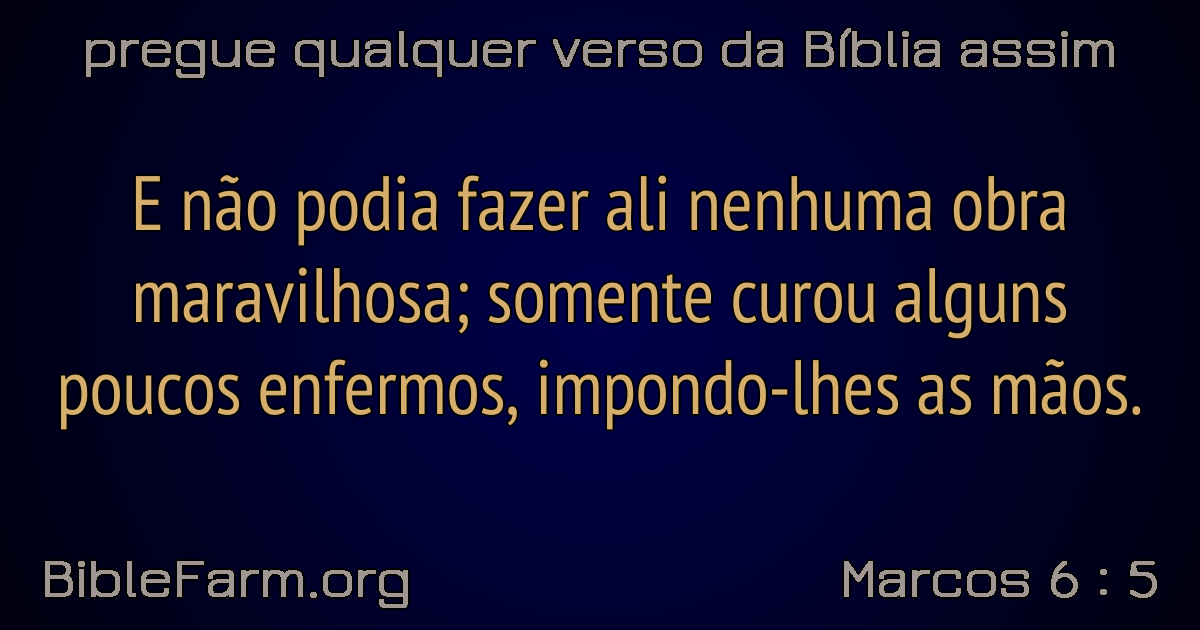 pregue qualquer verso da Bíblia assim
E não podia fazer ali nenhuma obra
maravilhosa; somente curou alguns
poucos enfermos, impondo-lhes as mãos.
BibleFarm.org
Marcos 6 : 5